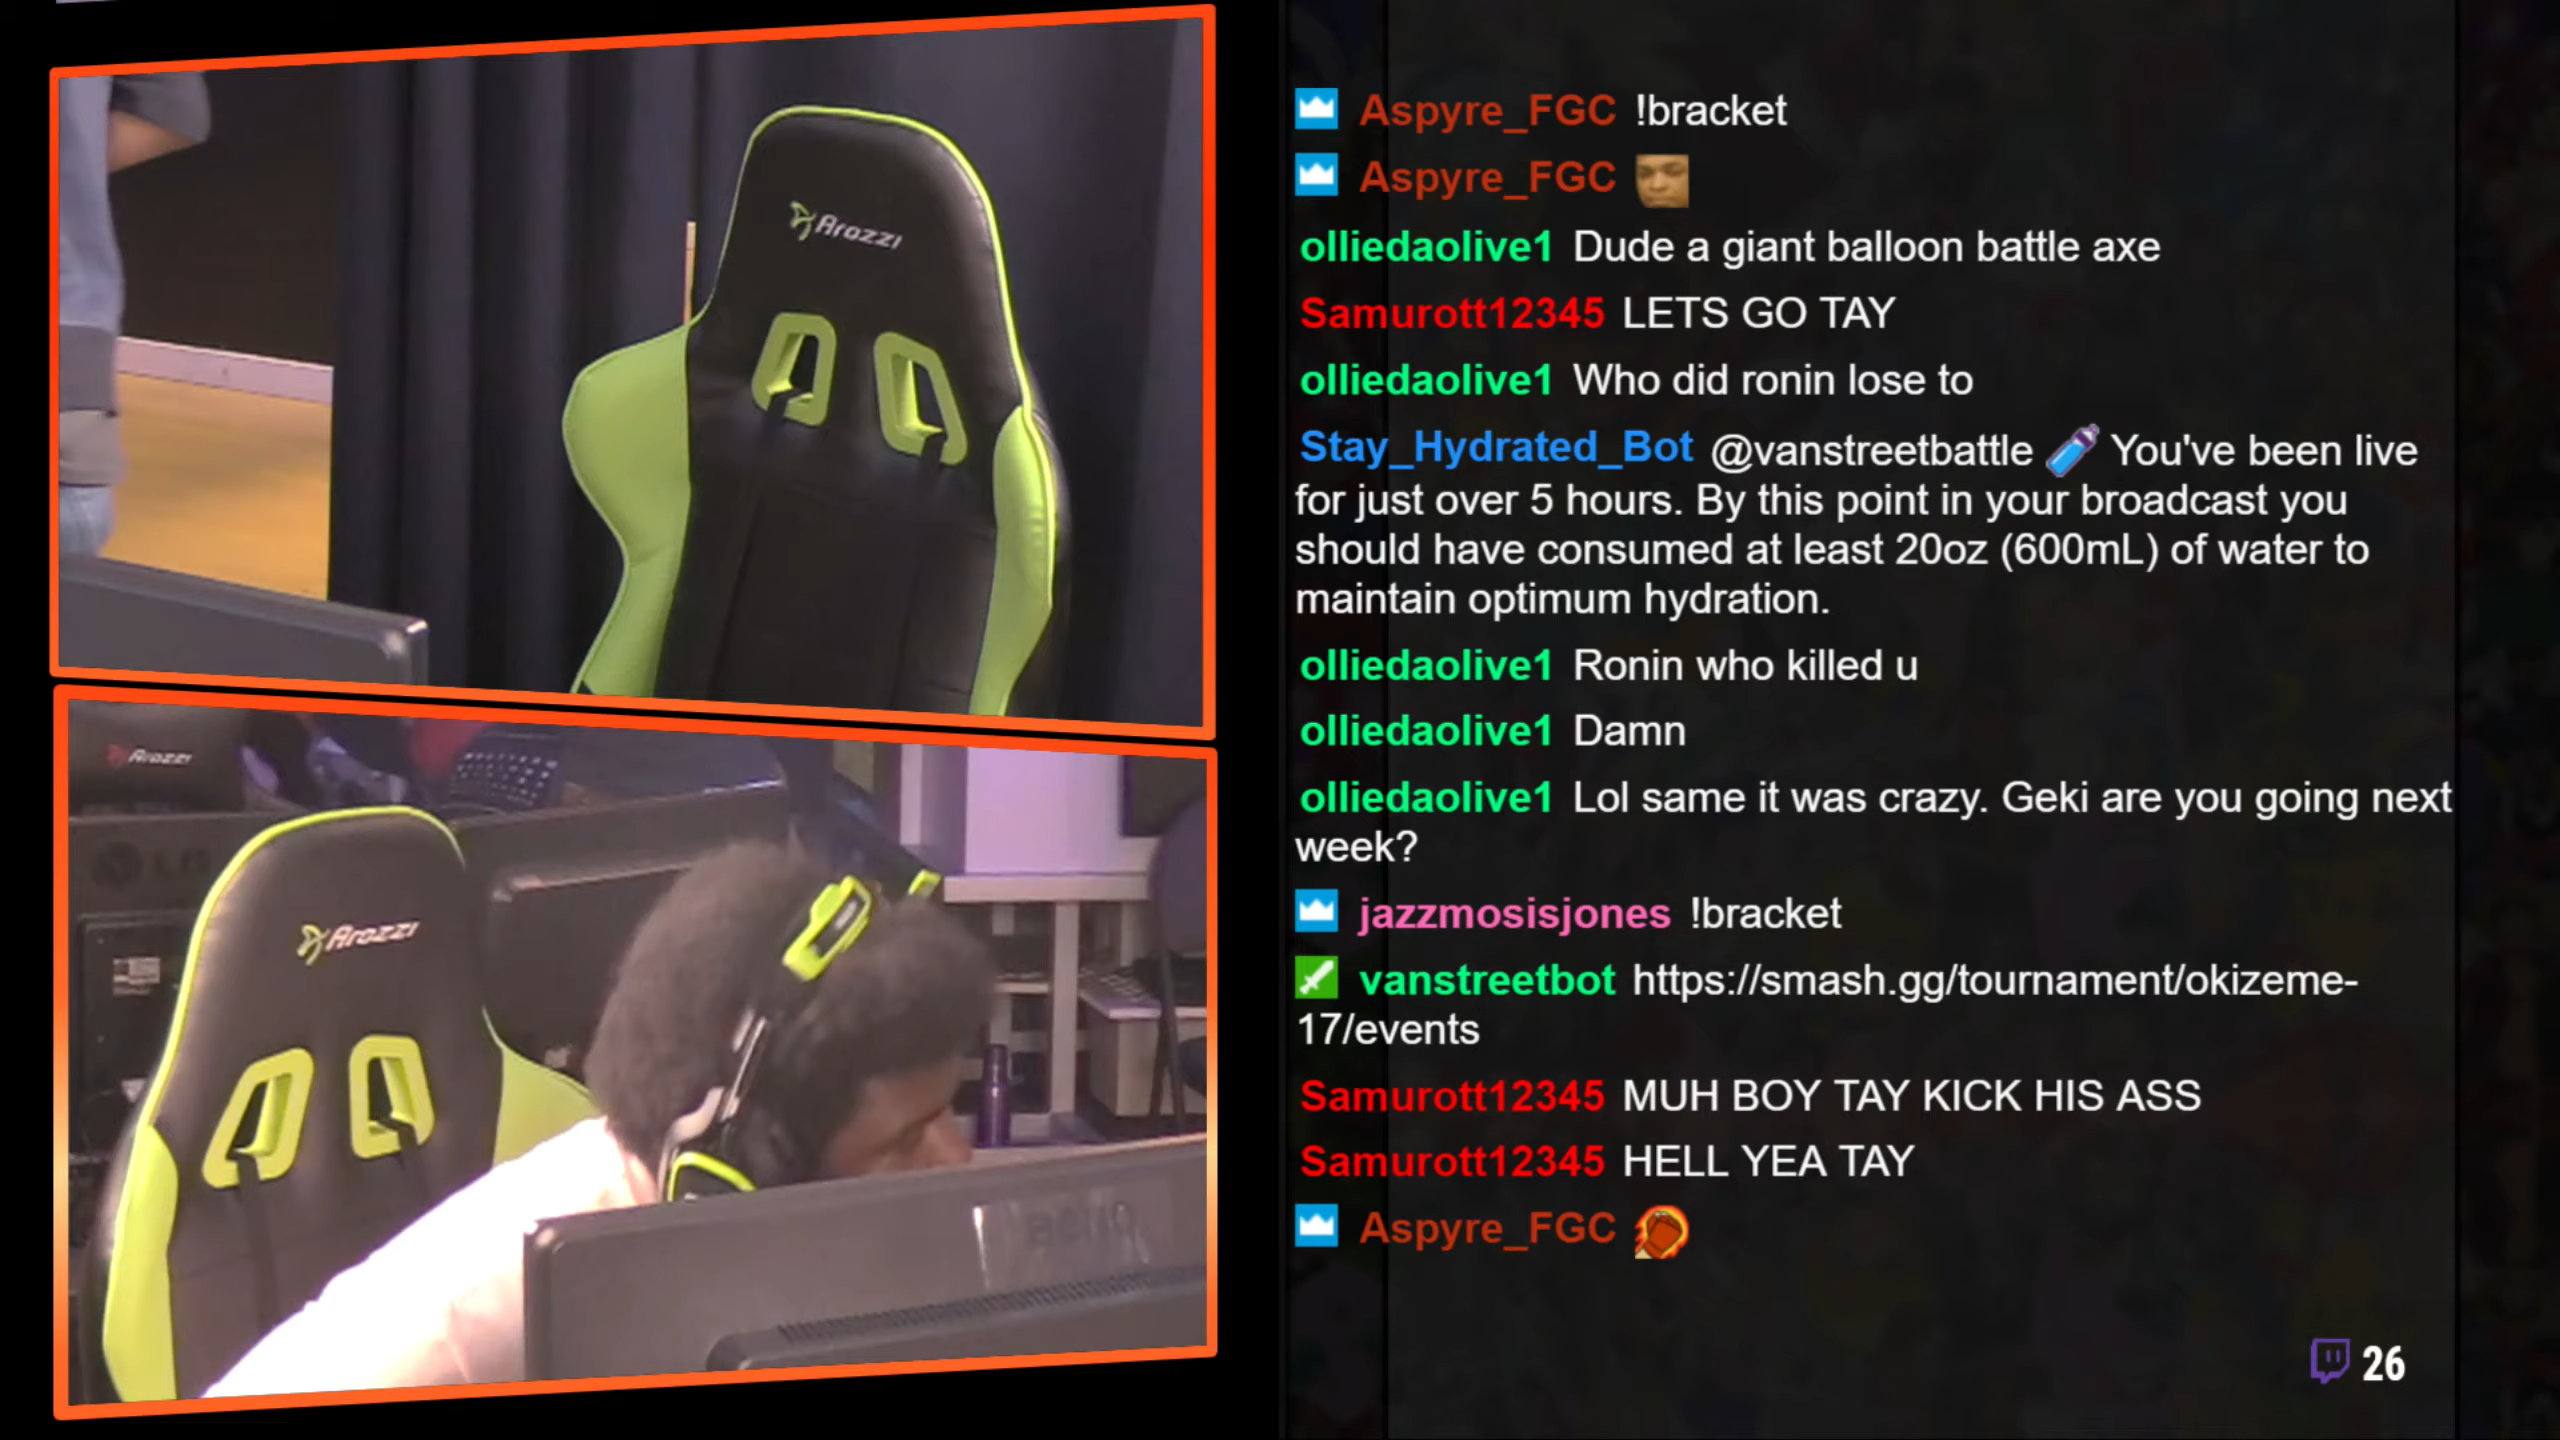 Arozzi
Arozzi
LG
Arozzi
Aspyre_FGC !bracket
Aspyre_FGC
olliedaolive1 Dude a giant balloon battle axe
Samurott12345 LETS GO TAY
olliedaolive1 Who did ronin lose to
Stay_Hydrated_Bot @vanstreetbattle You've been live
for just over 5 hours. By this point in your broadcast you
should have consumed at least 20oz (600mL) of water to
maintain optimum hydration.
olliedaolive1 Ronin who killed u
olliedaolive1 Damn
olliedaolive1 Lol same it was crazy. Geki are you going next
week?
jazzmosisjones !bracket
vanstreetbot https://smash.gg/tournament/okizeme-
17/events
Samurott12345 MUH BOY TAY KICK HIS ASS
Samurott12345 HELL YEA TAY
Aspyre_FGC
26